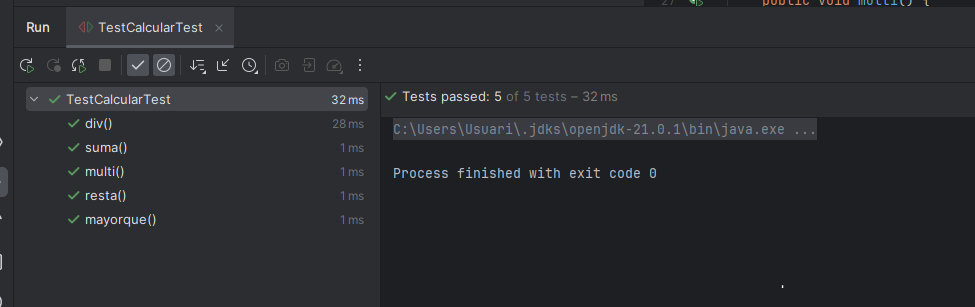 27 public void multi() {
Run TestCalcularTest
TestCalcularTest 32 ms
Tests passed: 5 of 5 tests – 32 ms
div() 28 ms
suma() 1 ms
multi() 1 ms
resta() 1 ms
mayorque() 1 ms
C:\Users\Usuari\.jdks\openjdk-21.0.1\bin\java.exe ...
Process finished with exit code 0